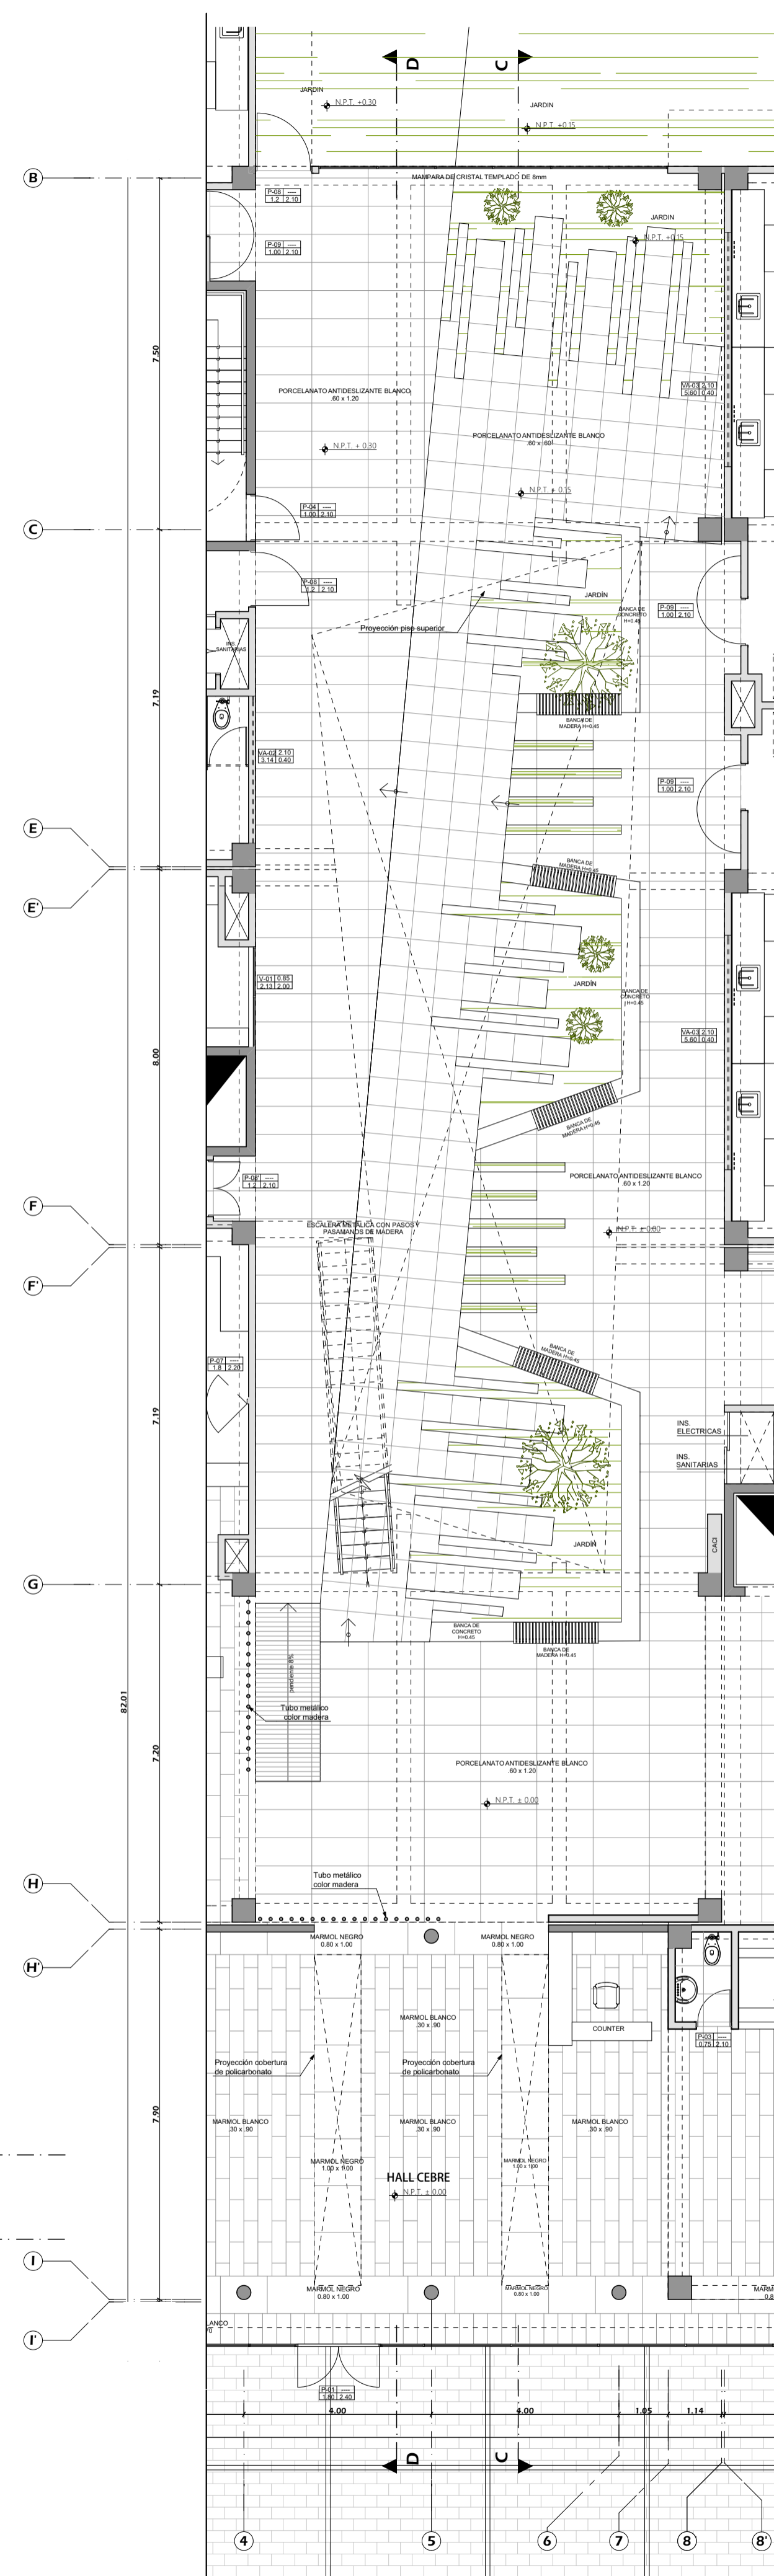 D
C
JARDIN
N.P.T. +0.30
JARDIN
N.P.T. +0.15
B
MAMPARA DE CRISTAL TEMPLADO DE 8mm
P-08 ----
1.2 2.10
JARDIN
N.P.T. +0.15
P-09 ----
1.00 2.10
7.50
VA-03 2.10
5.60 0.40
PORCELANATO ANTIDESLIZANTE BLANCO
.60 x 1.20
PORCELANATO ANTIDESLIZANTE BLANCO
.60 x .60
N.P.T. + 0.30
N.P.T. + 0.15
P-04 ----
1.00 2.10
C
P-08 ----
1.2 2.10
JARDÍN
BANCA DE
CONCRETO
H=0.45
P-09 ----
1.00 2.10
Proyección piso superior
INS.
SANITARIAS
7.19
BANCA DE
MADERA H=0.45
VA-02 2.10
3.14 0.40
P-09 ----
1.00 2.10
E
BANCA DE
MADERA H=0.45
E'
V-01 0.85
2.13 2.00
JARDÍN
BANCA DE
CONCRETO
H=0.45
VA-03 2.10
5.60 0.40
8.00
BANCA DE
MADERA H=0.45
P-08' ----
1.2 2.10
PORCELANATO ANTIDESLIZANTE BLANCO
.60 x 1.20
F
ESCALERA METÁLICA CON PASOS Y
PASAMANOS DE MADERA
N.P.T. ± 0.00
F'
P-07 ----
1.8 2.20
BANCA DE
MADERA H=0.45
7.19
INS.
ELECTRICAS
INS.
SANITARIAS
CACI
JARDÍN
G
BANCA DE
CONCRETO
H=0.45
BANCA DE
MADERA H=0.45
pendiente 8%
82.01
Tubo metálico
color madera
7.20
PORCELANATO ANTIDESLIZANTE BLANCO
.60 x 1.20
N.P.T. ± 0.00
H
Tubo metálico
color madera
MARMOL NEGRO
0.80 x 1.00
MARMOL NEGRO
0.80 x 1.00
H'
MARMOL BLANCO
.30 x .90
COUNTER
P-03 ----
0.75 2.10
Proyección cobertura
de policarbonato
Proyección cobertura
de policarbonato
7.90
MARMOL BLANCO
.30 x .90
MARMOL BLANCO
.30 x .90
MARMOL BLANCO
.30 x .90
MARMOL NEGRO
1.00 x 1.00
MARMOL NEGRO
1.00 x 1.00
HALL CEBRE
N.P.T. ± 0.00
I
MARMOL NEGRO
0.80 x 1.00
MARMOL NEGRO
0.80 x 1.00
MARM
0.8
I'
LANCO
P-01 ----
1.80 2.40
4.00
4.00
1.05
1.14
D
C
4
5
6
7
8
8'